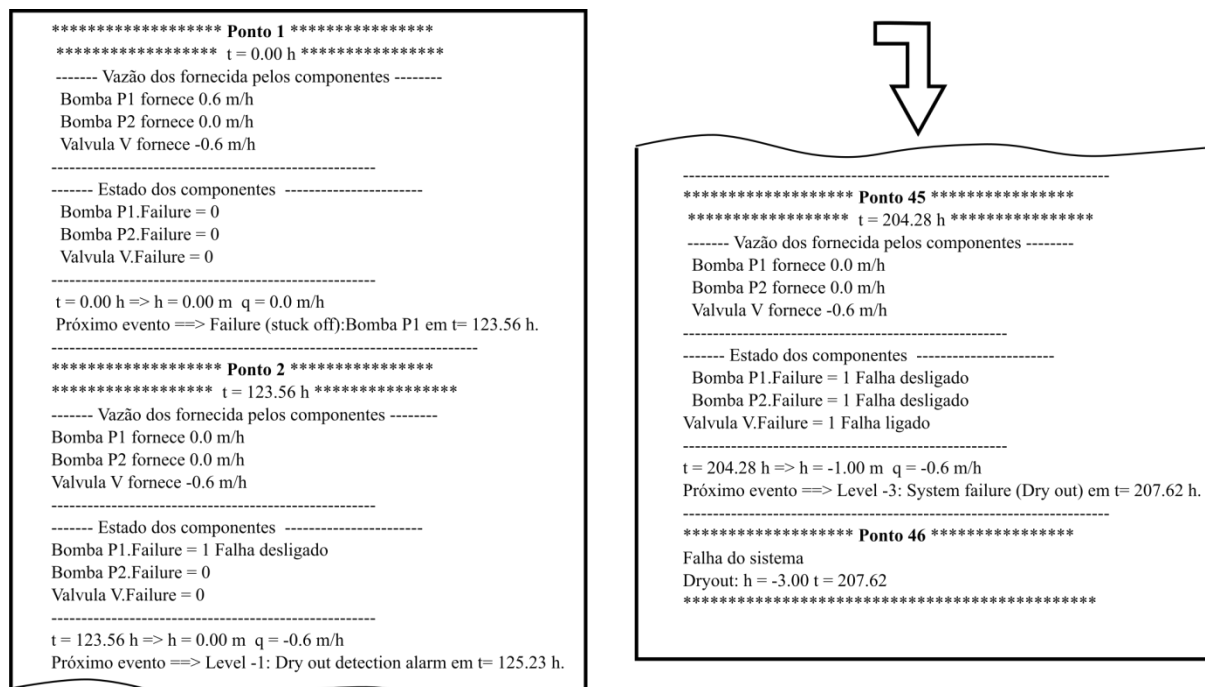 ******************* Ponto 1 ****************
****************** t = 0.00 h ****************
------- Vazão dos fornecida pelos componentes --------
Bomba P1 fornece 0.6 m/h
Bomba P2 fornece 0.0 m/h
Valvula V fornece -0.6 m/h
-------------------------------------------------------
------- Estado dos componentes -----------------------
Bomba P1.Failure = 0
Bomba P2.Failure = 0
Valvula V.Failure = 0
-------------------------------------------------------
t = 0.00 h => h = 0.00 m q = 0.0 m/h
Próximo evento ==> Failure (stuck off):Bomba P1 em t= 123.56 h.
------------------------------------------------------------------------
******************* Ponto 2 ****************
****************** t = 123.56 h ****************
------- Vazão dos fornecida pelos componentes --------
Bomba P1 fornece 0.0 m/h
Bomba P2 fornece 0.0 m/h
Valvula V fornece -0.6 m/h
-------------------------------------------------------
------- Estado dos componentes -----------------------
Bomba P1.Failure = 1 Falha desligado
Bomba P2.Failure = 0
Valvula V.Failure = 0
-------------------------------------------------------
t = 123.56 h => h = 0.00 m q = -0.6 m/h
Próximo evento ==> Level -1: Dry out detection alarm em t= 125.23 h.
------------------------------------------------------------------------
******************* Ponto 45 ****************
****************** t = 204.28 h ****************
------- Vazão dos fornecida pelos componentes --------
Bomba P1 fornece 0.0 m/h
Bomba P2 fornece 0.0 m/h
Valvula V fornece -0.6 m/h
-------------------------------------------------------
------- Estado dos componentes -----------------------
Bomba P1.Failure = 1 Falha desligado
Bomba P2.Failure = 1 Falha desligado
Valvula V.Failure = 1 Falha ligado
-------------------------------------------------------
t = 204.28 h => h = -1.00 m q = -0.6 m/h
Próximo evento ==> Level -3: System failure (Dry out) em t= 207.62 h.
------------------------------------------------------------------------
******************* Ponto 46 ****************
Falha do sistema
Dryout: h = -3.00 t = 207.62
**********************************************